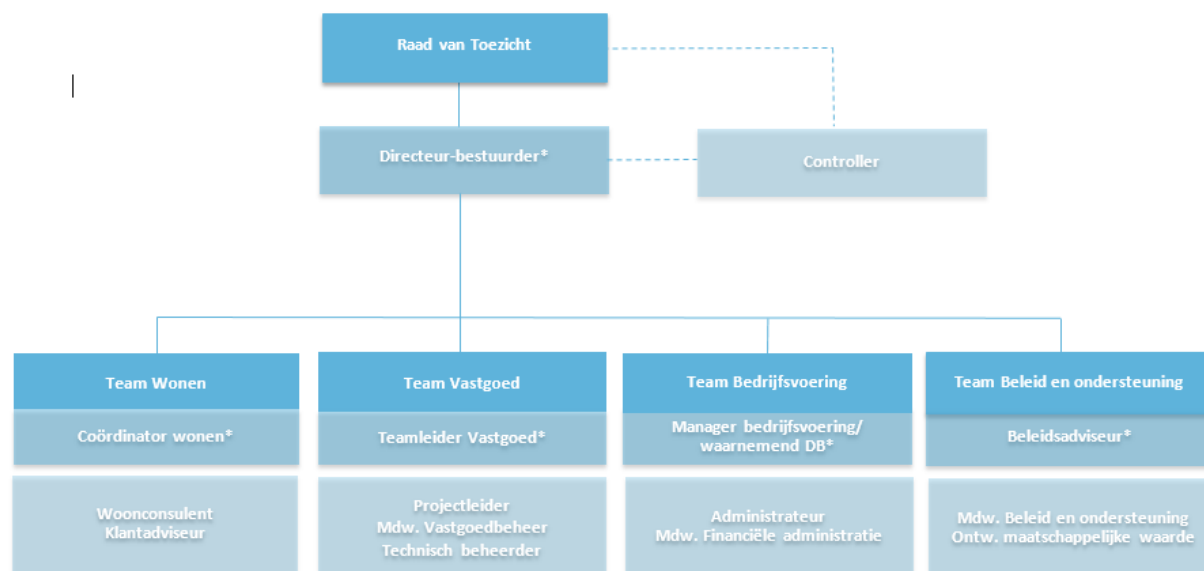 Raad van Toezicht
Directeur-bestuurder*
Controller
Team Wonen
Coördinator wonen*
Woonconsulent
Klantadviseur
Team Vastgoed
Teamleider Vastgoed*
Projectleider
Mdw. Vastgoedbeheer
Technisch beheerder
Team Bedrijfsvoering
Manager bedrijfsvoering/
waarnemend DB*
Administrateur
Mdw. Financiële administratie
Team Beleid en ondersteuning
Beleidsadviseur*
Mdw. Beleid en ondersteuning
Ontw. maatschappelijke waarde